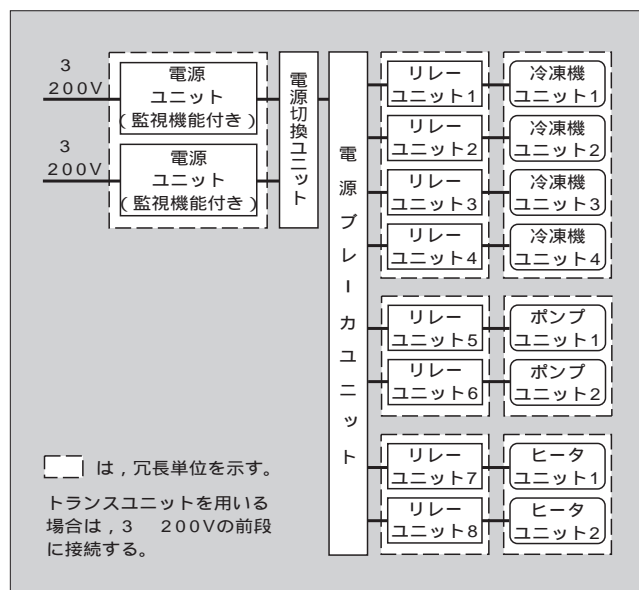 3
200V
電源
ユニット
(監視機能付き)
3
200V
電源
ユニット
(監視機能付き)
電源切換ユニット
電源ブレーカユニット
リレー
ユニット1
冷凍機
ユニット1
リレー
ユニット2
冷凍機
ユニット2
リレー
ユニット3
冷凍機
ユニット3
リレー
ユニット4
冷凍機
ユニット4
リレー
ユニット5
ポンプ
ユニット1
リレー
ユニット6
ポンプ
ユニット2
リレー
ユニット7
ヒータ
ユニット1
リレー
ユニット8
ヒータ
ユニット2
は，冗長単位を示す。
トランスユニットを用いる
場合は，3　200Vの前段
に接続する。